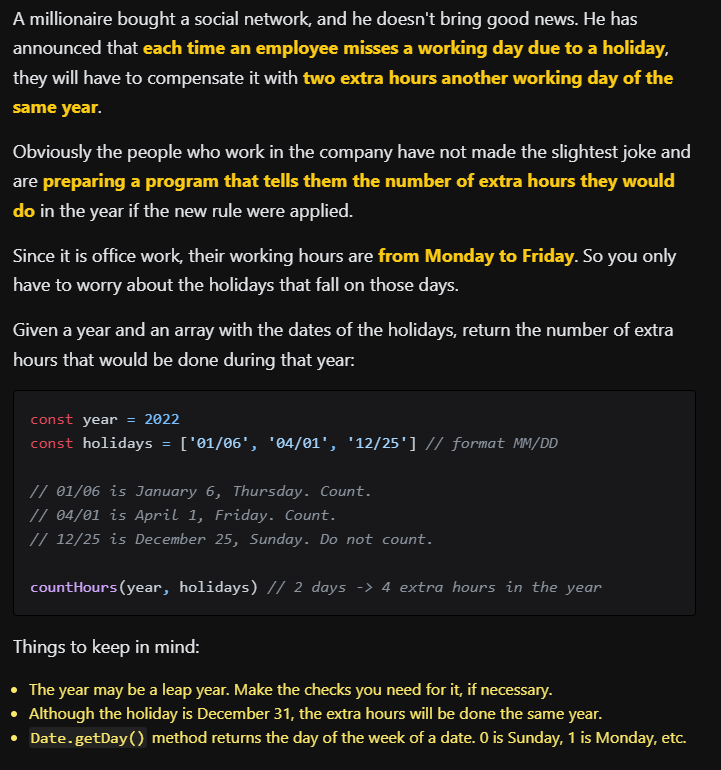 A millionaire bought a social network, and he doesn't bring good news. He has
announced that each time an employee misses a working day due to a holiday,
they will have to compensate it with two extra hours another working day of the
same year.
Obviously the people who work in the company have not made the slightest joke and
are preparing a program that tells them the number of extra hours they would
do in the year if the new rule were applied.
Since it is office work, their working hours are from Monday to Friday. So you only
have to worry about the holidays that fall on those days.
Given a year and an array with the dates of the holidays, return the number of extra
hours that would be done during that year:
const year = 2022
const holidays = ['01/06', '04/01', '12/25'] // format MM/DD
// 01/06 is January 6, Thursday. Count.
// 04/01 is April 1, Friday. Count.
// 12/25 is December 25, Sunday. Do not count.
countHours(year, holidays) // 2 days -> 4 extra hours in the year
Things to keep in mind:
• The year may be a leap year. Make the checks you need for it, if necessary.
• Although the holiday is December 31, the extra hours will be done the same year.
• Date.getDay() method returns the day of the week of a date. 0 is Sunday, 1 is Monday, etc.